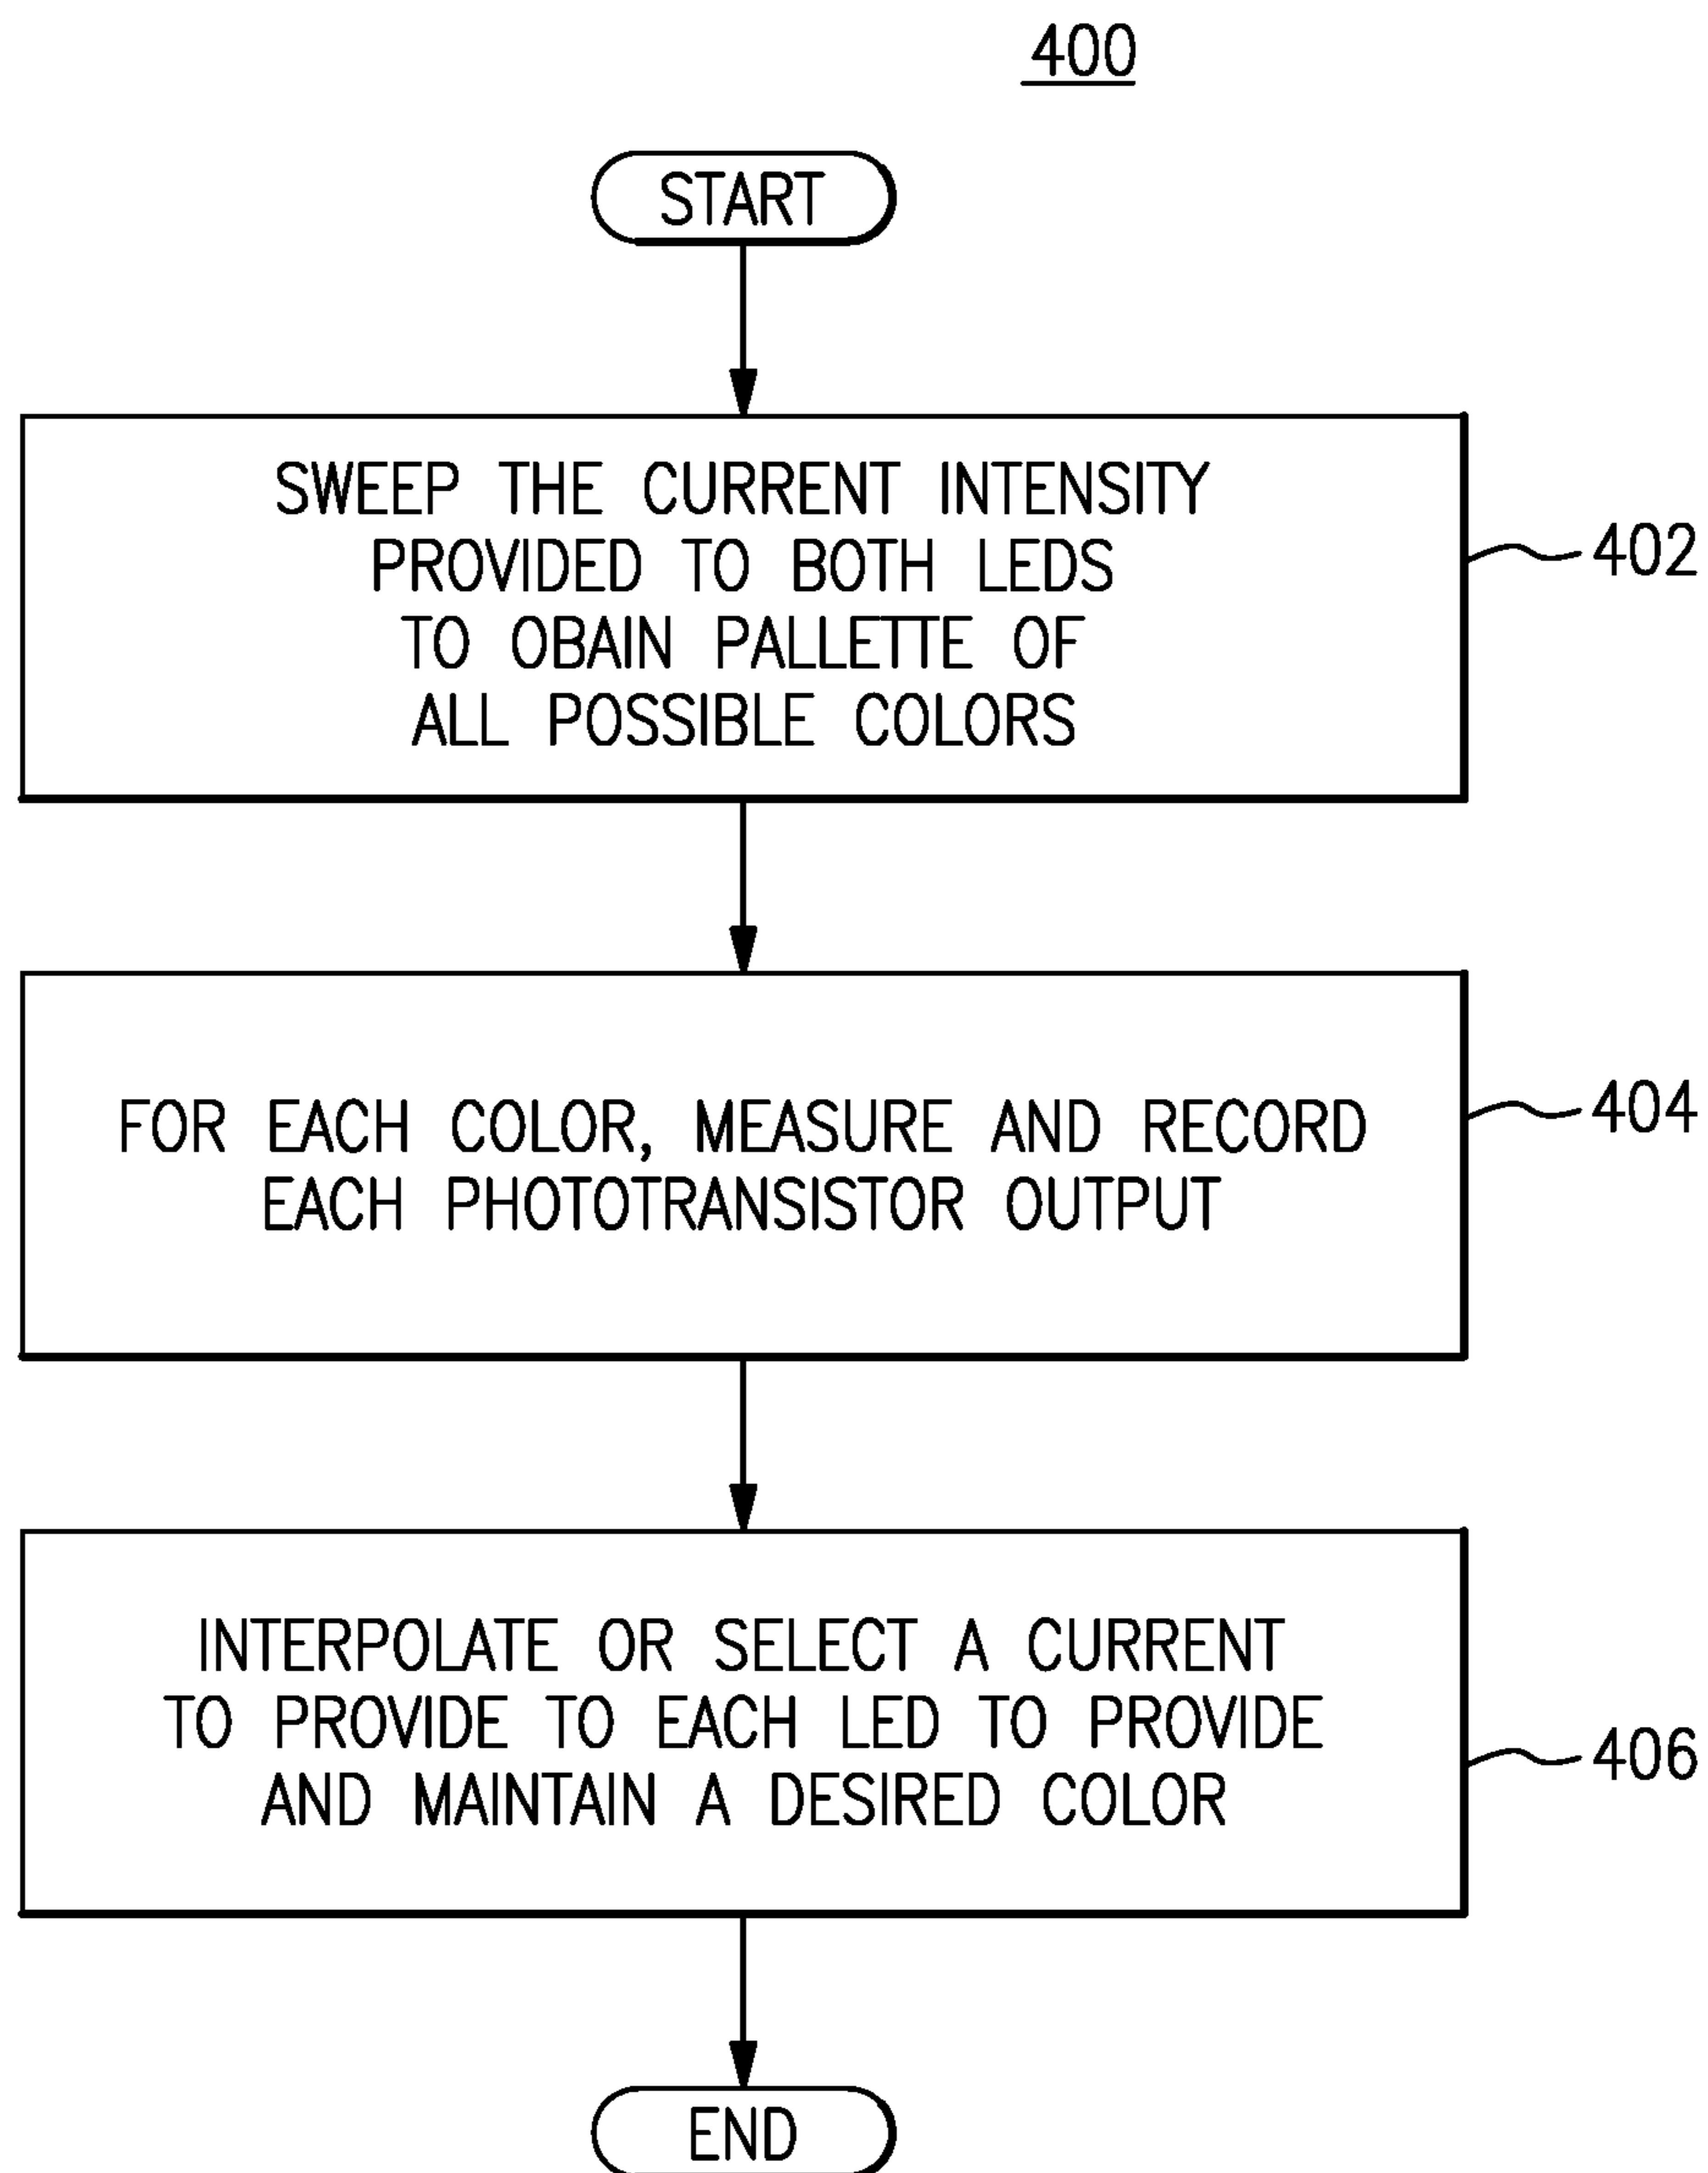 400
START
SWEEP THE CURRENT INTENSITY
PROVIDED TO BOTH LEDS
TO OBAIN PALLETTE OF
ALL POSSIBLE COLORS
402
FOR EACH COLOR, MEASURE AND RECORD
EACH PHOTOTRANSISTOR OUTPUT
404
INTERPOLATE OR SELECT A CURRENT
TO PROVIDE TO EACH LED TO PROVIDE
AND MAINTAIN A DESIRED COLOR
406
END